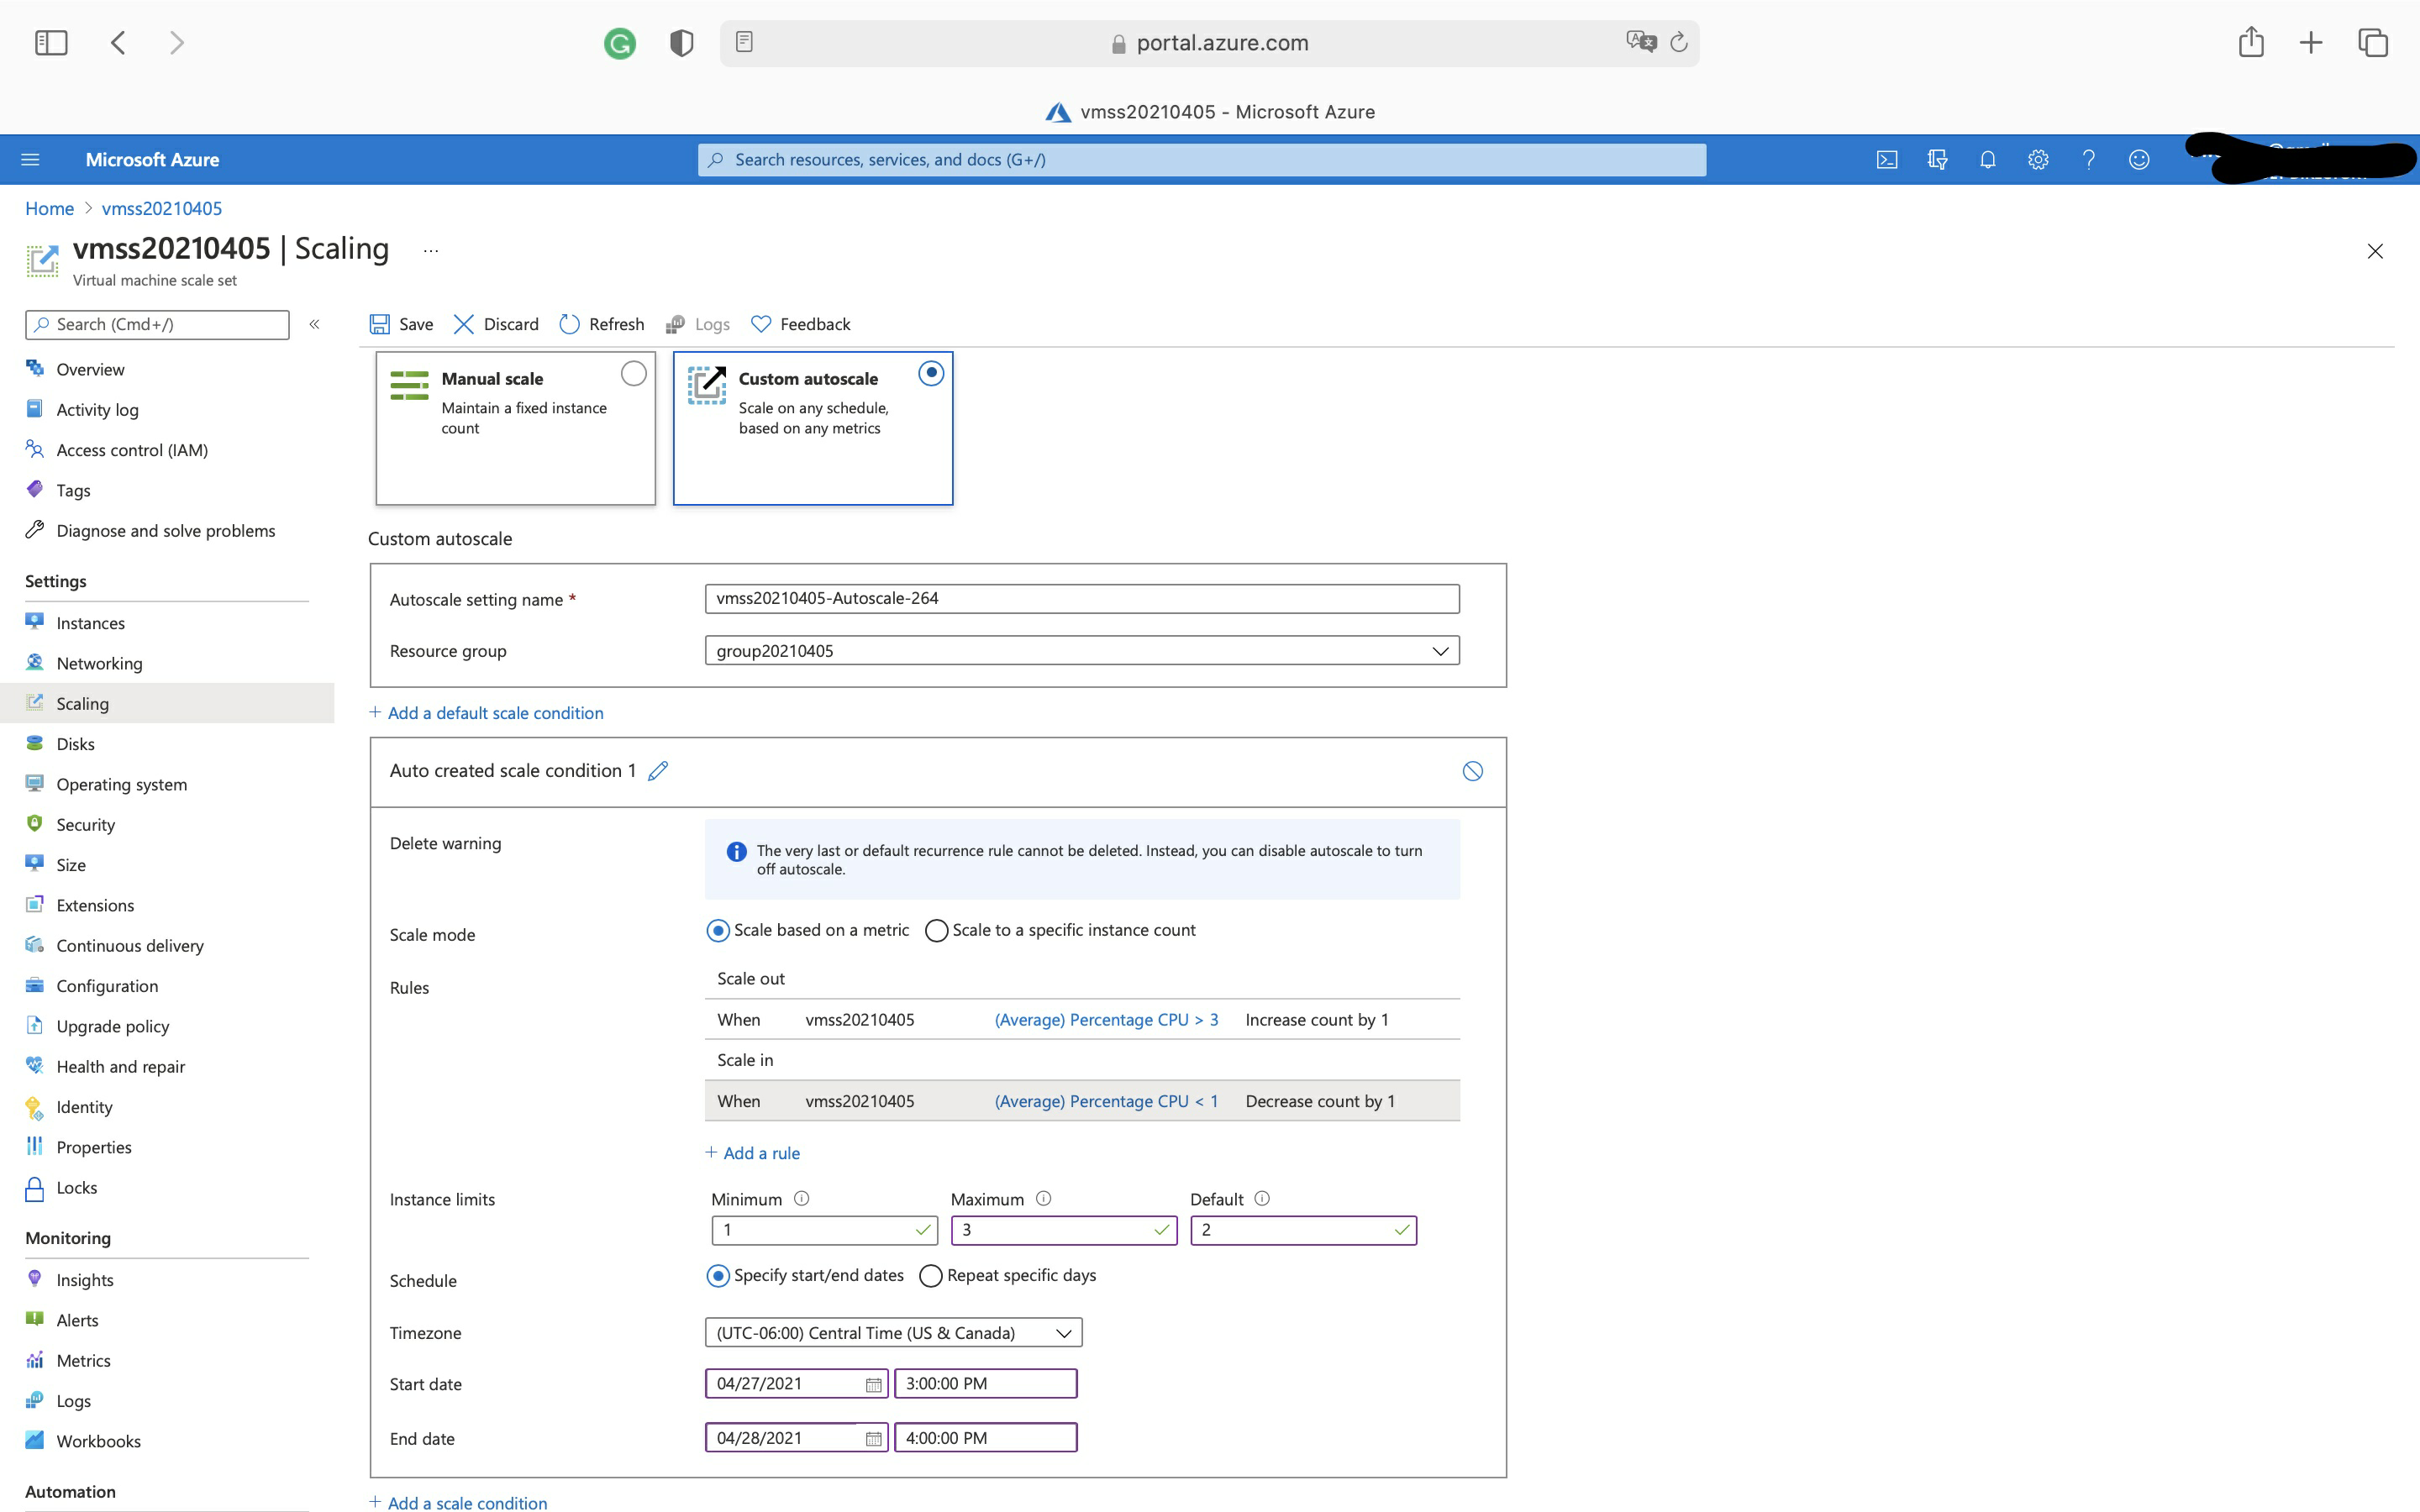 portal.azure.com
vmss20210405 - Microsoft Azure
Microsoft Azure
Search resources, services, and docs (G+/)
Home > vmss20210405
vmss20210405 | Scaling ...
Virtual machine scale set
Search (Cmd+/)
«
Overview
Activity log
Access control (IAM)
Tags
Diagnose and solve problems
Settings
Instances
Networking
Scaling
Disks
Operating system
Security
Size
Extensions
Continuous delivery
Configuration
Upgrade policy
Health and repair
Identity
Properties
Locks
Monitoring
Insights
Alerts
Metrics
Logs
Workbooks
Automation
Save Discard Refresh Logs Feedback
Manual scale
Maintain a fixed instance
count
Custom autoscale
Scale on any schedule,
based on any metrics
Custom autoscale
Autoscale setting name * vmss20210405-Autoscale-264
Resource group group20210405
+ Add a default scale condition
Auto created scale condition 1
Delete warning
The very last or default recurrence rule cannot be deleted. Instead, you can disable autoscale to turn
off autoscale.
Scale mode Scale based on a metric Scale to a specific instance count
Rules
Scale out
When vmss20210405 (Average) Percentage CPU > 3 Increase count by 1
Scale in
When vmss20210405 (Average) Percentage CPU < 1 Decrease count by 1
+ Add a rule
Instance limits Minimum Maximum Default
1 3 2
Schedule Specify start/end dates Repeat specific days
Timezone (UTC-06:00) Central Time (US & Canada)
Start date 04/27/2021 3:00:00 PM
End date 04/28/2021 4:00:00 PM
+ Add a scale condition